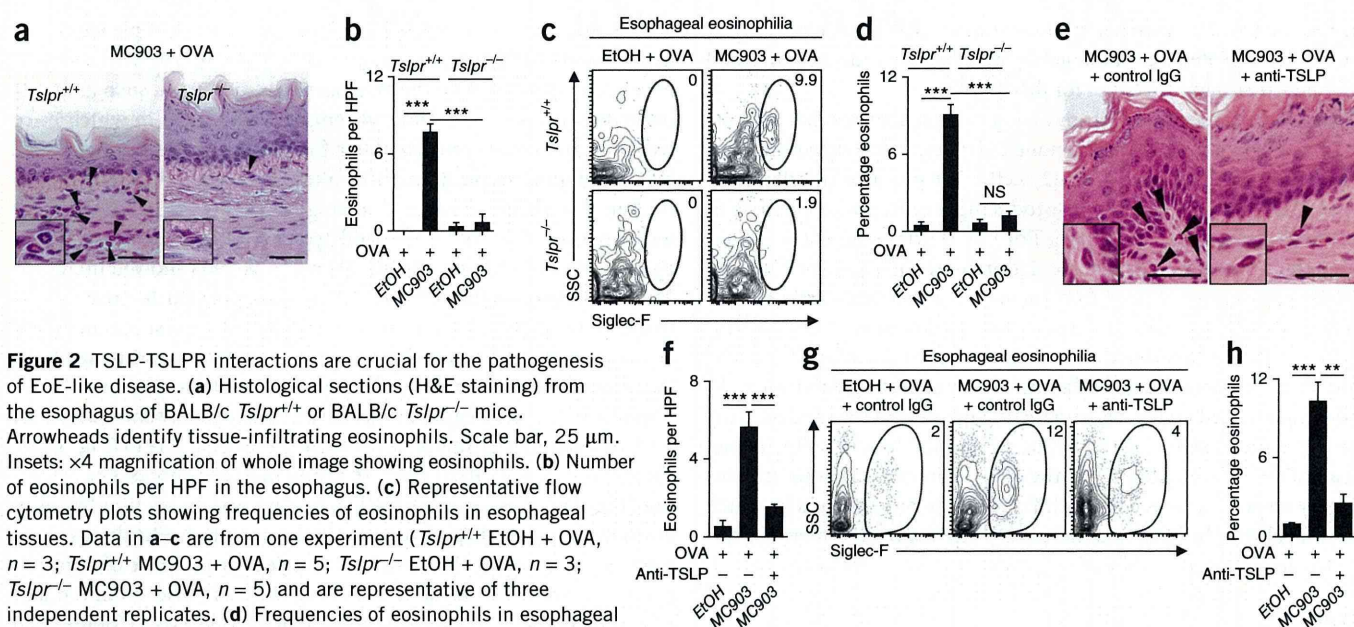 a
MC903 + OVA
Tslpr+/+
Tslpr−/−
b
Tslpr+/+ Tslpr−/−
Eosinophils per HPF
12
6
0
***
***
OVA + + + +
EtOH
MC903
EtOH
MC903
c
Esophageal eosinophilia
EtOH + OVA
MC903 + OVA
Tslpr+/+
Tslpr−/−
0
9.9
0
1.9
SSC
Siglec-F
d
Tslpr+/+ Tslpr−/−
Percentage eosinophils
12
6
0
***
***
NS
OVA + + + +
EtOH
MC903
EtOH
MC903
e
MC903 + OVA
+ control IgG
MC903 + OVA
+ anti-TSLP
Figure 2 TSLP-TSLPR interactions are crucial for the pathogenesis
of EoE-like disease. (a) Histological sections (H&E staining) from
the esophagus of BALB/c Tslpr+/+ or BALB/c Tslpr−/− mice.
Arrowheads identify tissue-infiltrating eosinophils. Scale bar, 25 μm.
Insets: ×4 magnification of whole image showing eosinophils. (b) Number
of eosinophils per HPF in the esophagus. (c) Representative flow
cytometry plots showing frequencies of eosinophils in esophageal
tissues. Data in a–c are from one experiment (Tslpr+/+ EtOH + OVA,
n = 3; Tslpr+/+ MC903 + OVA, n = 5; Tslpr−/− EtOH + OVA, n = 3;
Tslpr−/− MC903 + OVA, n = 5) and are representative of three
independent replicates. (d) Frequencies of eosinophils in esophageal
f
Eosinophils per HPF
8
4
0
*** ***
OVA + + +
Anti-TSLP − − +
EtOH
MC903
MC903
g
Esophageal eosinophilia
EtOH + OVA
+ control IgG
MC903 + OVA
+ control IgG
MC903 + OVA
+ anti-TSLP
2
12
4
SSC
Siglec-F
h
Percentage eosinophils
12
6
0
*** **
OVA + + +
Anti-TSLP − − +
EtOH
MC903
MC903